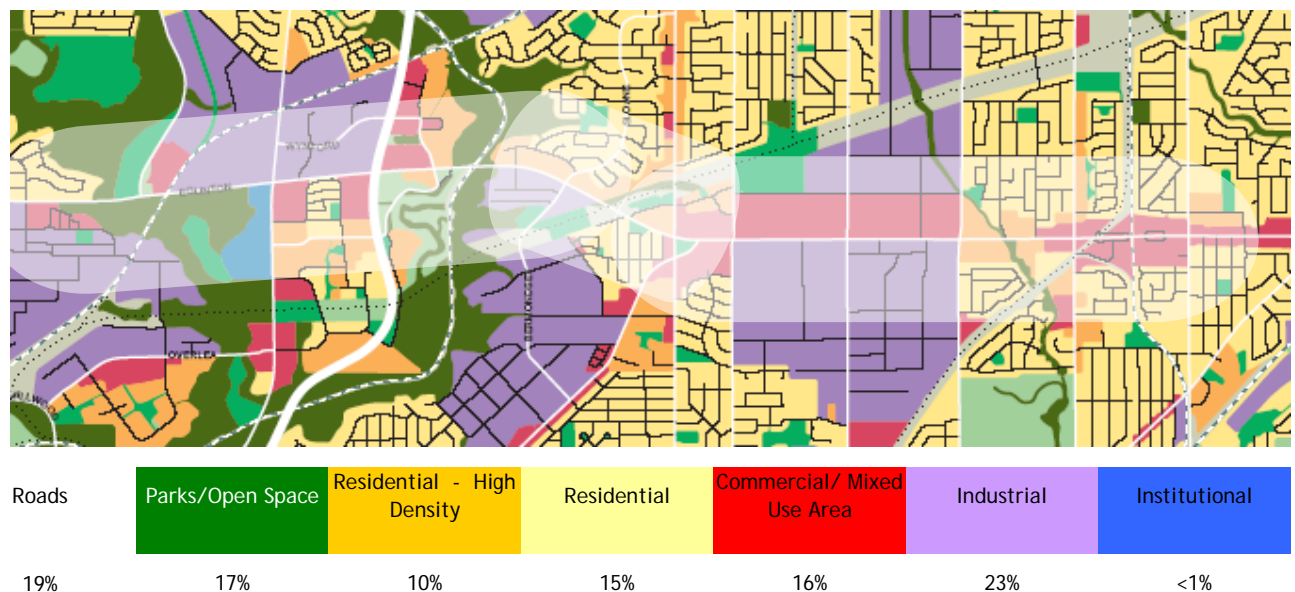 EGLINTON
OVERLEA
Roads
Parks/Open Space
Residential - High
Density
Residential
Commercial/ Mixed
Use Area
Industrial
Institutional
19%
17%
10%
15%
16%
23%
<1%